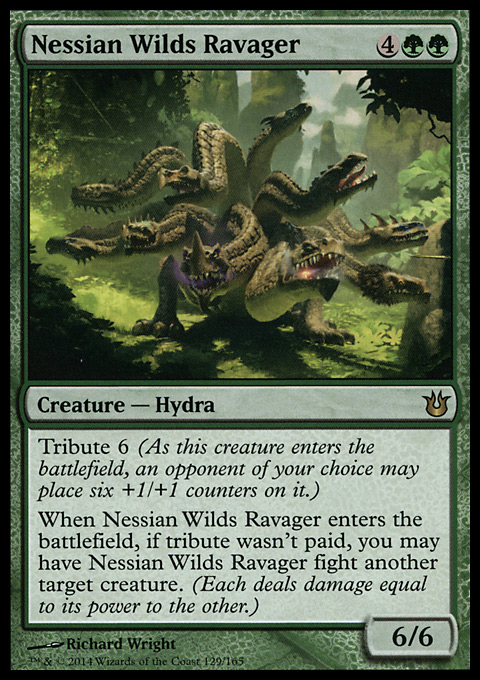 Nessian Wilds Ravager 4
Creature — Hydra
Tribute 6 (As this creature enters the
battlefield, an opponent of your choice may
place six +1/+1 counters on it.)
When Nessian Wilds Ravager enters the
battlefield, if tribute wasn't paid, you may
have Nessian Wilds Ravager fight another
target creature. (Each deals damage equal
to its power to the other.)
Richard Wright
™ & © 2014 Wizards of the Coast 129/165
6/6